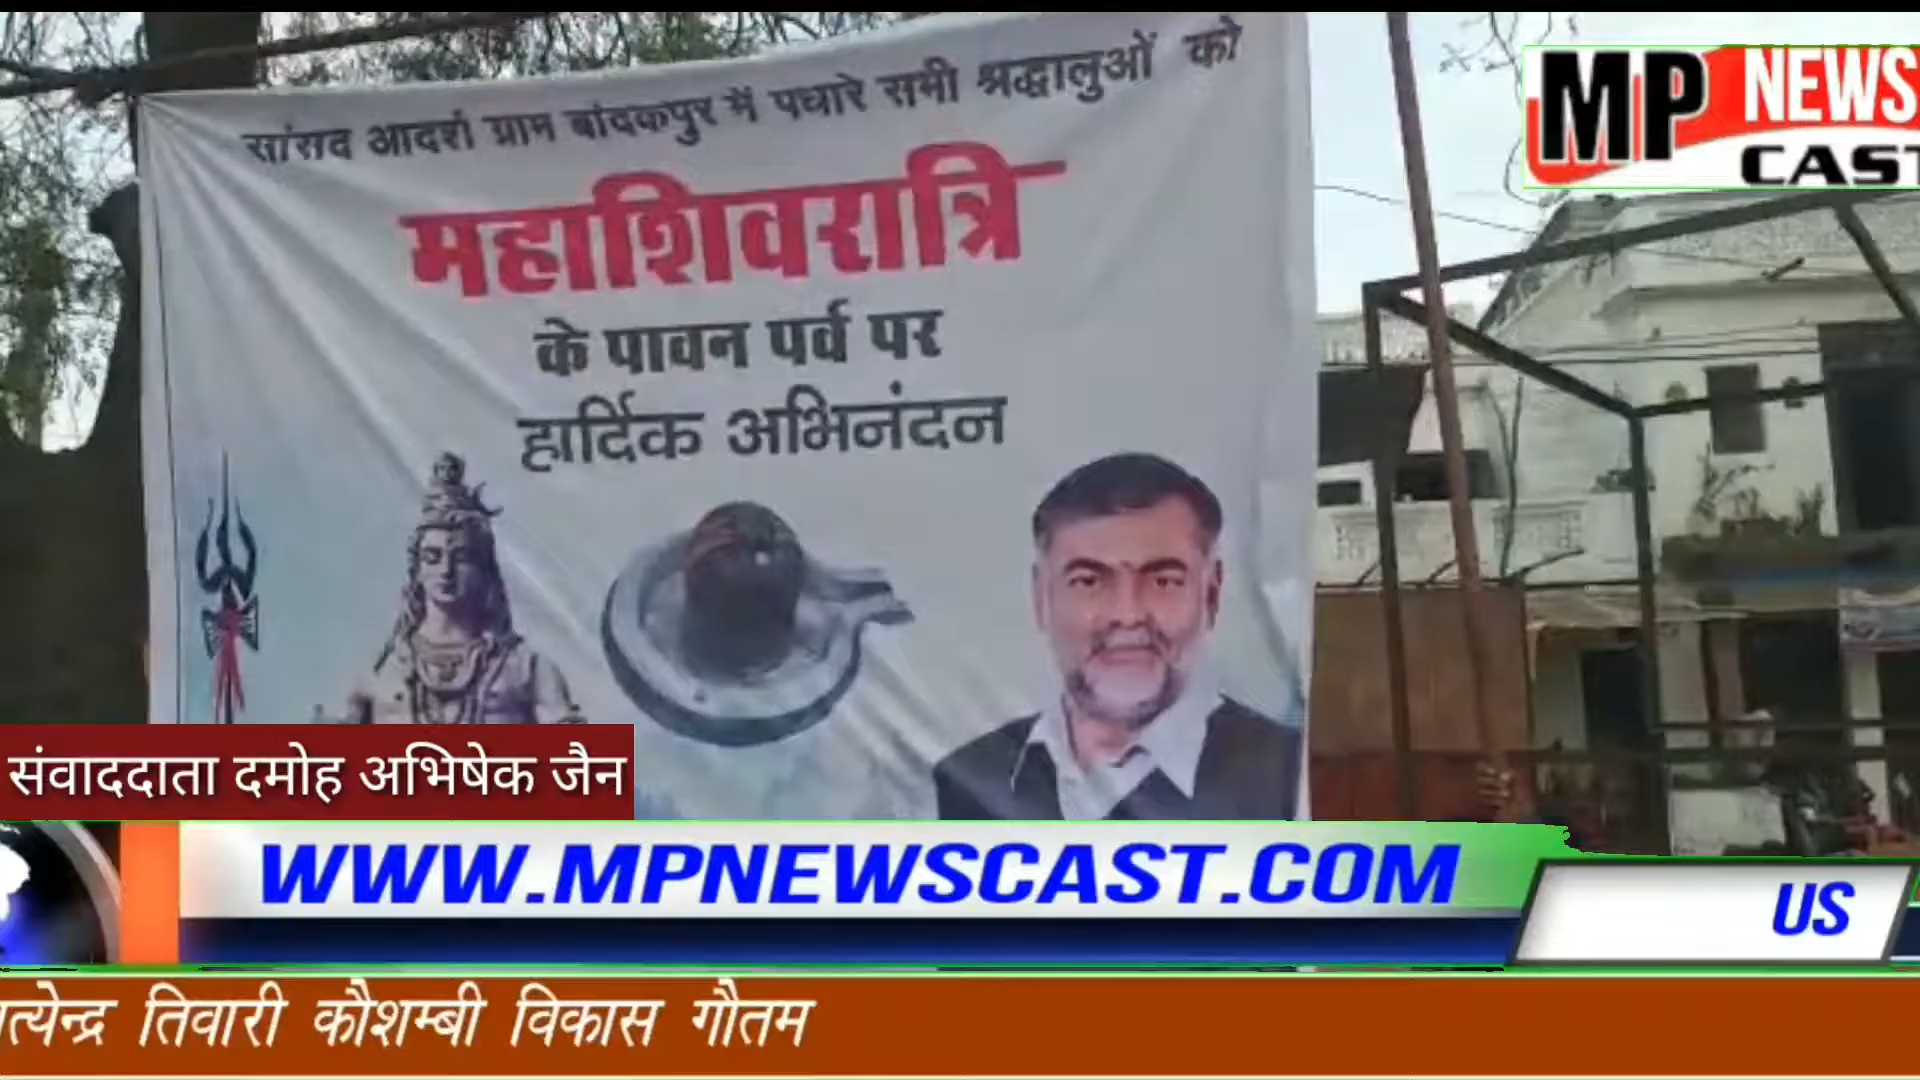 सांसद आदर्श ग्राम बांदकपुर में पधारे सभी श्रद्धालुओं को
MP NEWS
CAST
महाशिवरात्रि
के पावन पर्व पर
हार्दिक अभिनंदन
संवाददाता दमोह अभिषेक जैन
WWW.MPNEWSCAST.COM
US
त्येन्द्र तिवारी कौशम्बी विकास गौतम